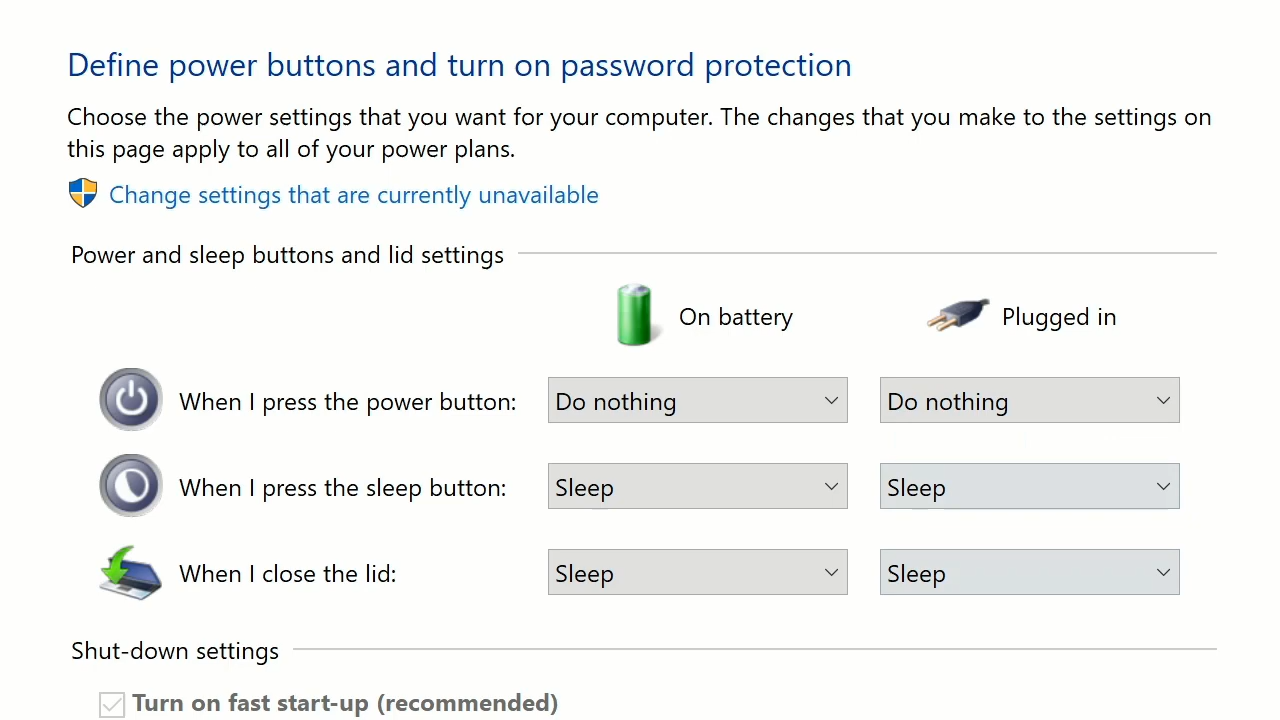 Define power buttons and turn on password protection
Choose the power settings that you want for your computer. The changes that you make to the settings on
this page apply to all of your power plans.
Change settings that are currently unavailable
Power and sleep buttons and lid settings
On battery Plugged in
When I press the power button: Do nothing Do nothing
When I press the sleep button: Sleep Sleep
When I close the lid: Sleep Sleep
Shut-down settings
Turn on fast start-up (recommended)